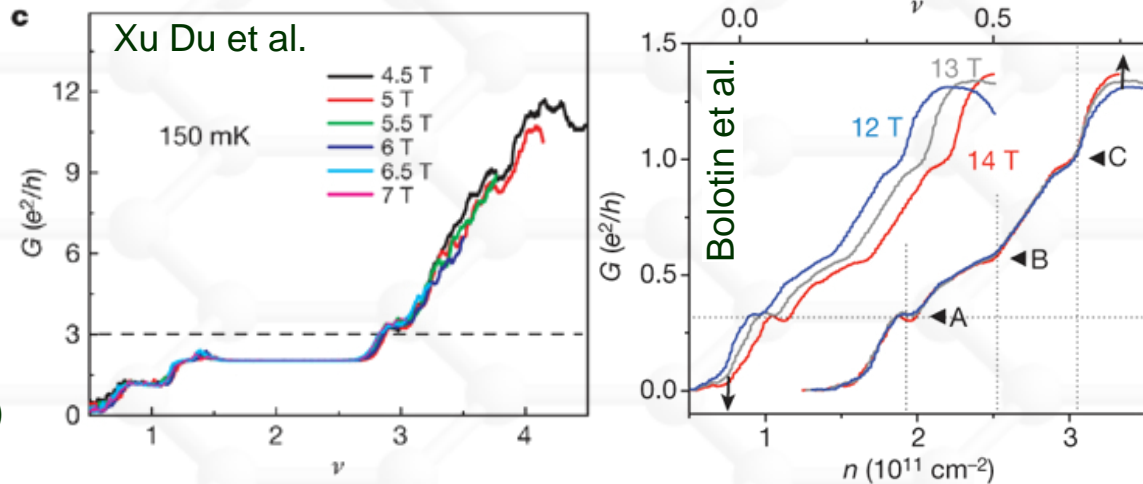 c
Xu Du et al.
4.5 T
5 T
5.5 T
6 T
6.5 T
7 T
150 mK
12
9
6
3
0
G (e²/h)
1 2 3 4
ν
)
ν
0.0 0.5
Bolotin et al.
13 T
12 T
14 T
C
B
A
1.5
1.0
0.5
0.0
G (e²/h)
1 2 3
n (10¹¹ cm⁻²)